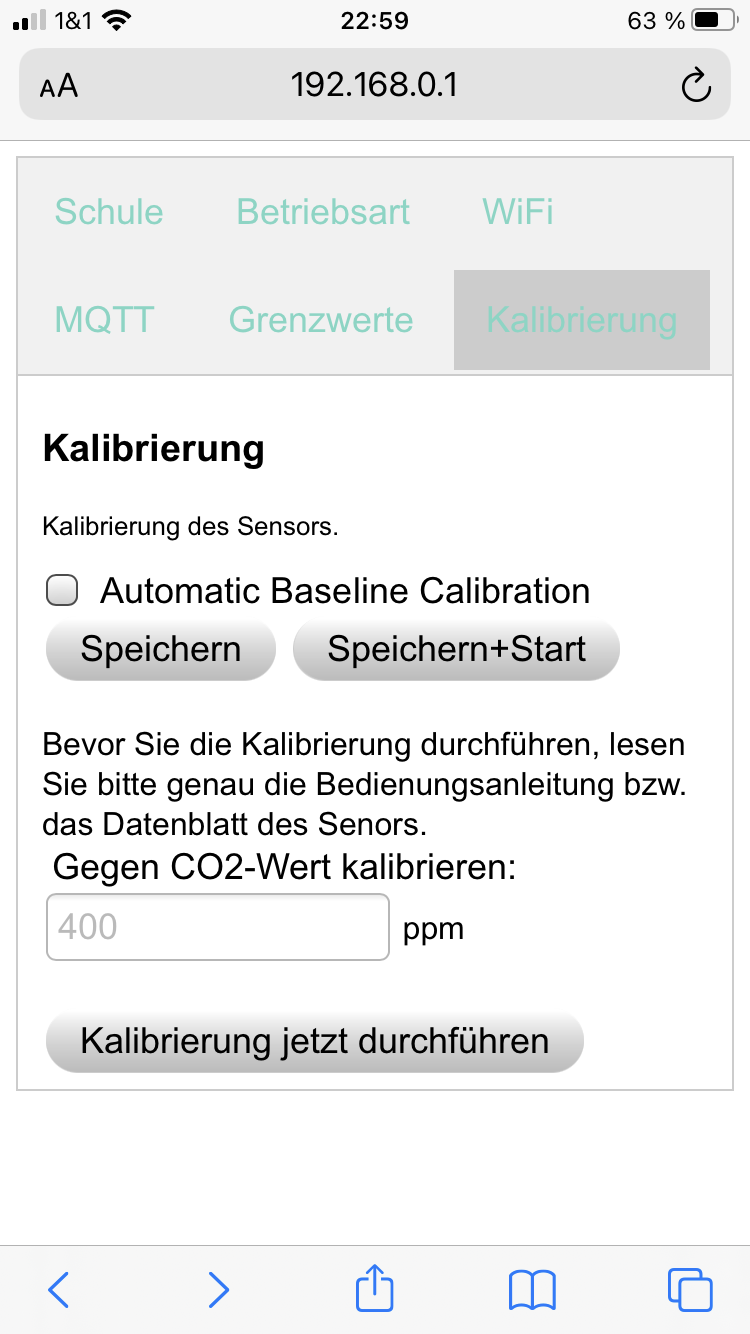 1&1 22:59 63 %
AA 192.168.0.1
Schule Betriebsart WiFi
MQTT Grenzwerte Kalibrierung
Kalibrierung
Kalibrierung des Sensors.
Automatic Baseline Calibration
Speichern Speichern+Start
Bevor Sie die Kalibrierung durchführen, lesen
Sie bitte genau die Bedienungsanleitung bzw.
das Datenblatt des Senors.
Gegen CO2-Wert kalibrieren:
400 ppm
Kalibrierung jetzt durchführen